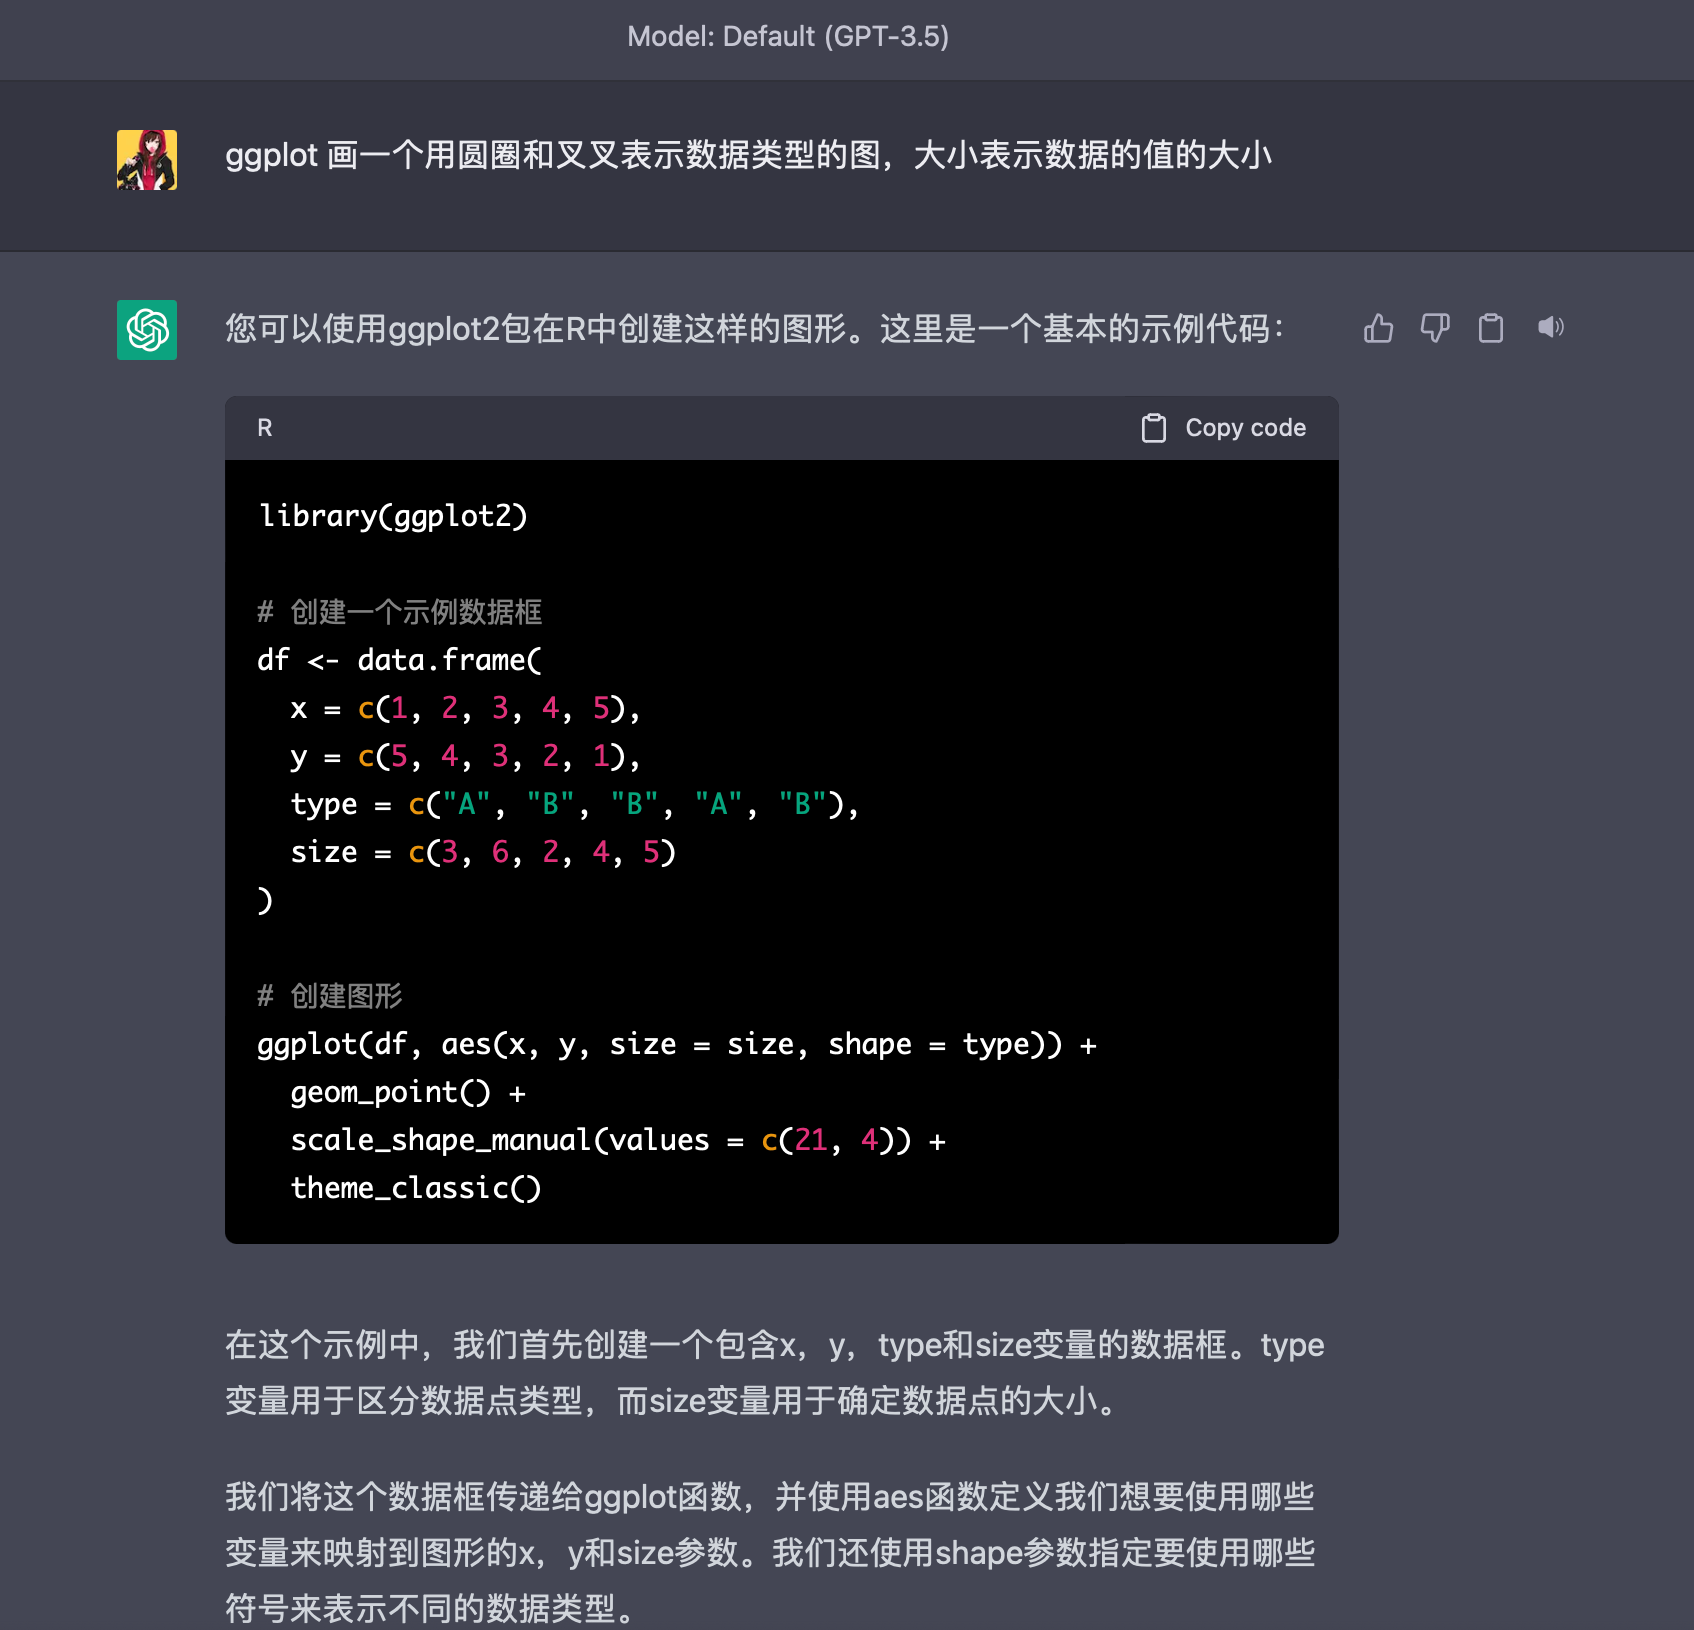 Model: Default (GPT-3.5)
ggplot 画一个用圆圈和叉叉表示数据类型的图，大小表示数据的值的大小
您可以使用ggplot2包在R中创建这样的图形。这里是一个基本的示例代码：
R
Copy code
library(ggplot2)
# 创建一个示例数据框
df <- data.frame(
  x = c(1, 2, 3, 4, 5),
  y = c(5, 4, 3, 2, 1),
  type = c("A", "B", "B", "A", "B"),
  size = c(3, 6, 2, 4, 5)
)
# 创建图形
ggplot(df, aes(x, y, size = size, shape = type)) +
  geom_point() +
  scale_shape_manual(values = c(21, 4)) +
  theme_classic()
在这个示例中，我们首先创建一个包含x，y，type和size变量的数据框。type
变量用于区分数据点类型，而size变量用于确定数据点的大小。
我们将这个数据框传递给ggplot函数，并使用aes函数定义我们想要使用哪些
变量来映射到图形的x，y和size参数。我们还使用shape参数指定要使用哪些
符号来表示不同的数据类型。